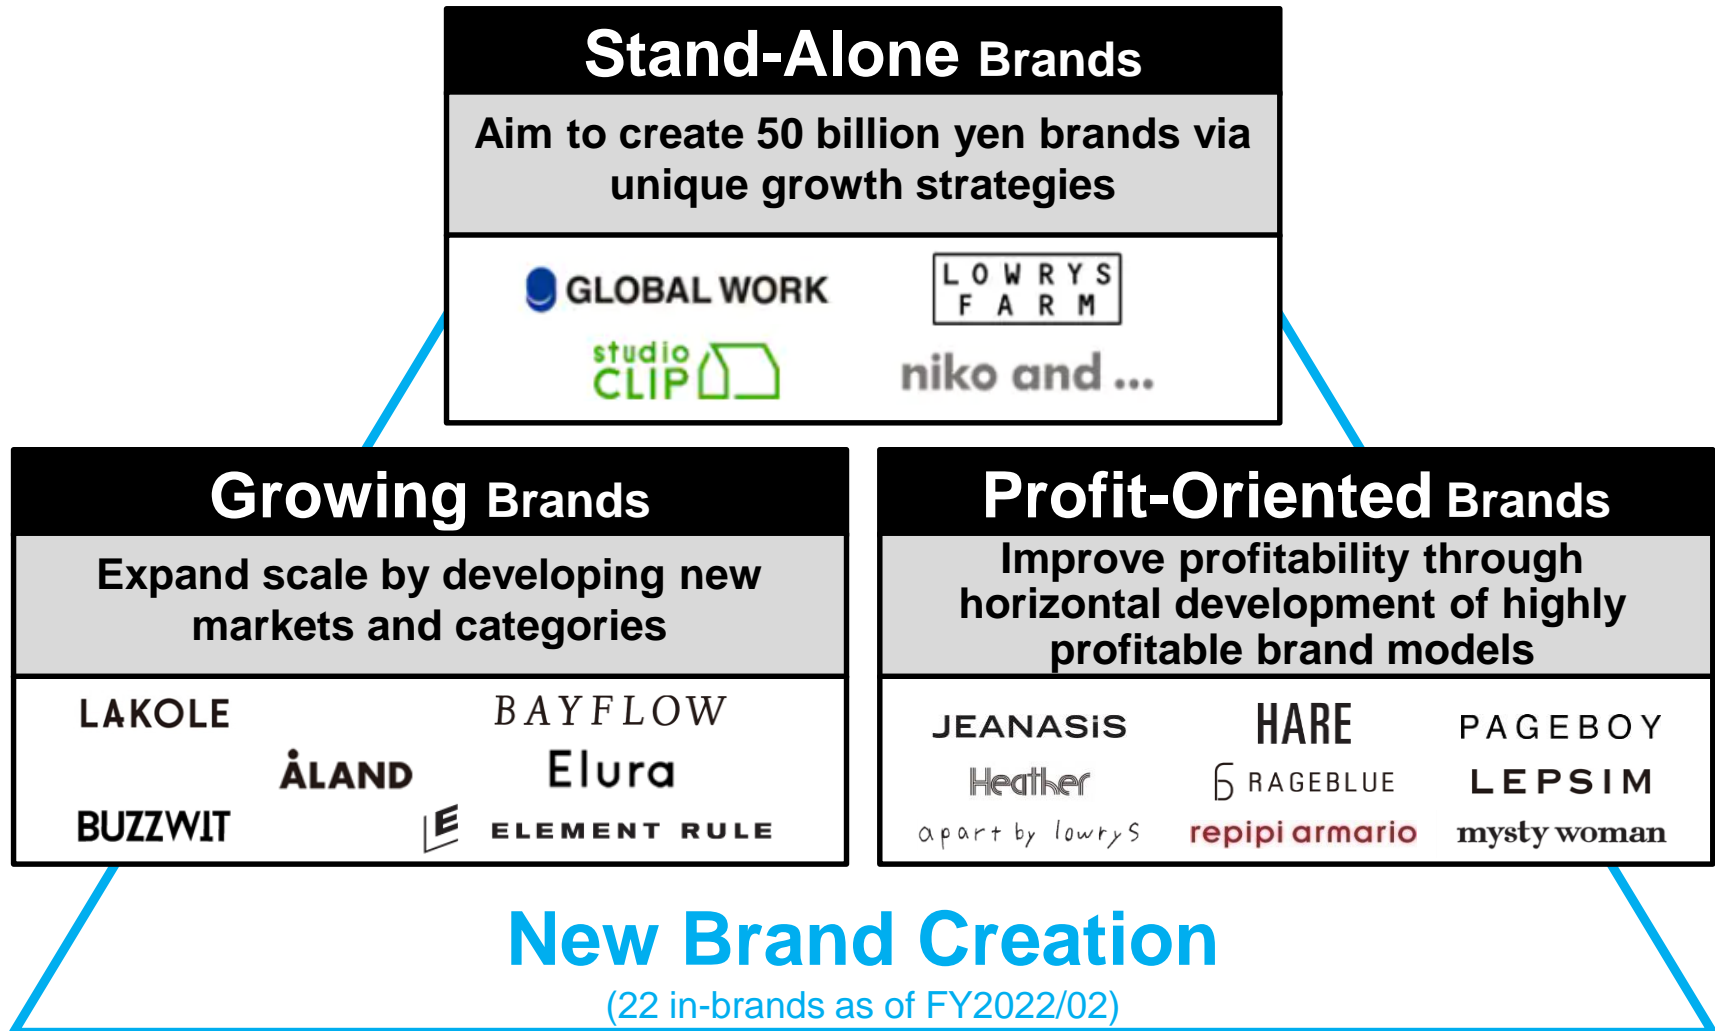 Stand-Alone Brands
Aim to create 50 billion yen brands via
unique growth strategies
GLOBAL WORK
LOWRYS
FARM
studio
CLIP
niko and ...
Growing Brands
Expand scale by developing new
markets and categories
LAKOLE
BAYFLOW
ÅLAND
Elura
BUZZWIT
E ELEMENT RULE
Profit-Oriented Brands
Improve profitability through
horizontal development of highly
profitable brand models
JEANASiS
HARE
PAGEBOY
Heather
RAGEBLUE
LEPSIM
apart by lowrys
repipi armario
mysty woman
New Brand Creation
(22 in-brands as of FY2022/02)